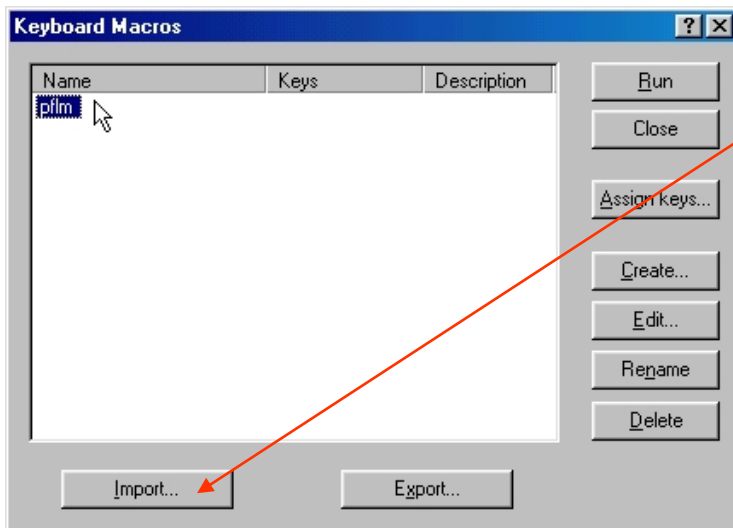 Keyboard Macros
Name Keys Description
pflm
Run
Close
Assign keys...
Create...
Edit...
Rename
Delete
Import... Export...